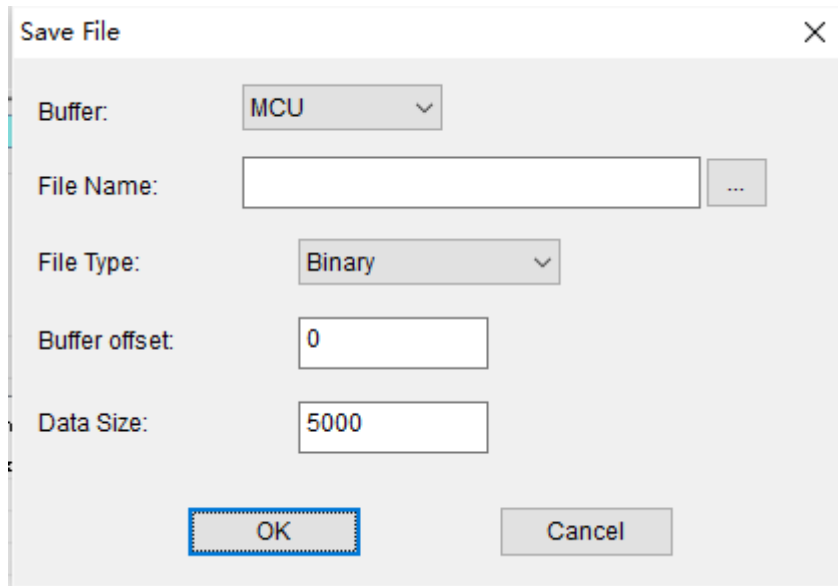 Save File
Buffer: MCU
File Name: ...
File Type: Binary
Buffer offset: 0
Data Size: 5000
OK Cancel